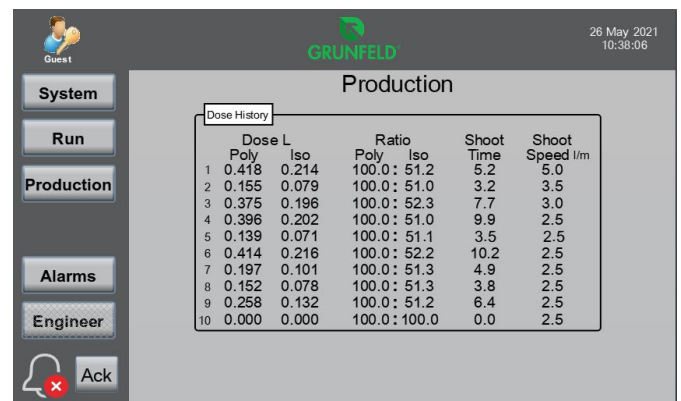 Guest
GRUNFELD
26 May 2021
10:38:06
System
Run
Production
Alarms
Engineer
Ack
Production
Dose History
Dose L Ratio Shoot Shoot
Poly Iso Poly Iso Time Speed l/m
1 0.418 0.214 100.0 : 51.2 5.2 5.0
2 0.155 0.079 100.0 : 51.0 3.2 3.5
3 0.375 0.196 100.0 : 52.3 7.7 3.0
4 0.396 0.202 100.0 : 51.0 9.9 2.5
5 0.139 0.071 100.0 : 51.1 3.5 2.5
6 0.414 0.216 100.0 : 52.2 10.2 2.5
7 0.197 0.101 100.0 : 51.3 4.9 2.5
8 0.152 0.078 100.0 : 51.3 3.8 2.5
9 0.258 0.132 100.0 : 51.2 6.4 2.5
10 0.000 0.000 100.0 : 100.0 0.0 2.5